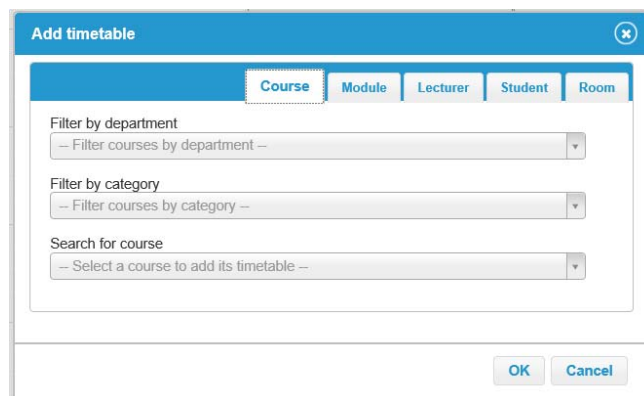 Add timetable
Course Module Lecturer Student Room
Filter by department
-- Filter courses by department --
Filter by category
-- Filter courses by category --
Search for course
-- Select a course to add its timetable --
OK Cancel